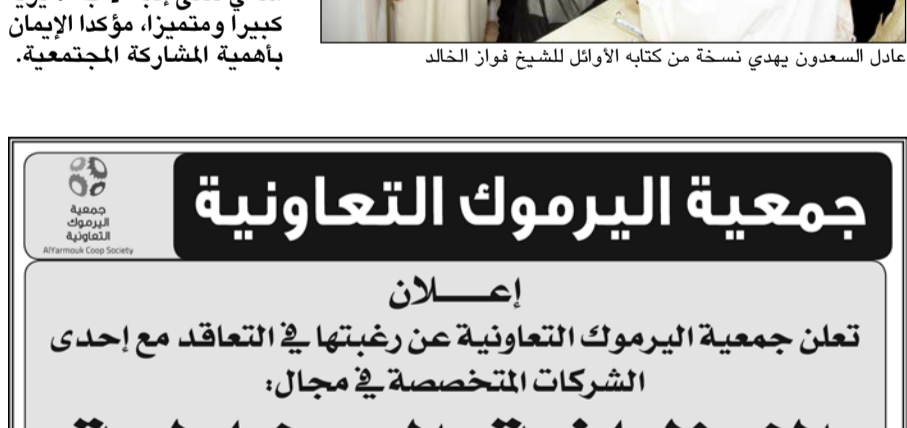 كبيرا ومتميزا، مؤكدا الإيمان
بأهمية المشاركة المجتمعية.
عادل السعدون يهدي نسخة من كتابه الأوائل للشيخ فواز الخالد
جمعية اليرموك التعاونية
جمعية
اليرموك
التعاونية
AlYarmouk Coop Society
إعـــــلان
تعلن جمعية اليرموك التعاونية عن رغبتها في التعاقد مع إحدى
الشركات المتخصصة في مجال: